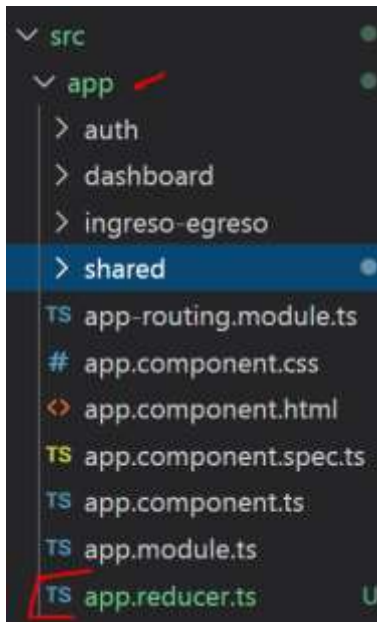 src
app
auth
dashboard
ingreso-egreso
shared
TS app-routing.module.ts
# app.component.css
<> app.component.html
TS app.component.spec.ts
TS app.component.ts
TS app.module.ts
TS app.reducer.ts U